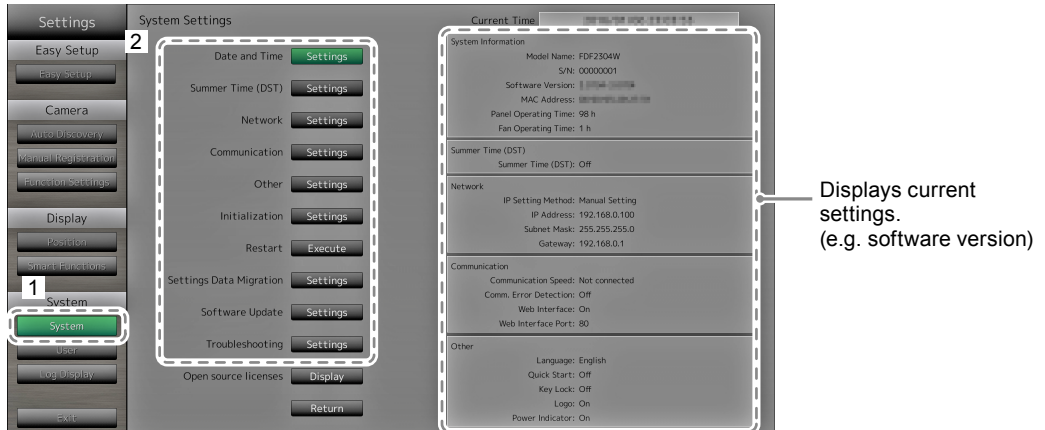 Settings
System Settings
Current Time
Easy Setup
Easy Setup
Camera
Auto Discovery
Manual Registration
Function Settings
Display
Position
Smart Functions
1
System
System
User
Log Display
Exit
2
Date and Time Settings
Summer Time (DST) Settings
Network Settings
Communication Settings
Other Settings
Initialization Settings
Restart Execute
Settings Data Migration Settings
Software Update Settings
Troubleshooting Settings
Open source licenses Display
Return
System Information
Model Name: FDF2304W
S/N: 00000001
Software Version:
MAC Address:
Panel Operating Time: 98 h
Fan Operating Time: 1 h
Summer Time (DST)
Summer Time (DST): Off
Network
IP Setting Method: Manual Setting
IP Address: 192.168.0.100
Subnet Mask: 255.255.255.0
Gateway: 192.168.0.1
Communication
Communication Speed: Not connected
Comm. Error Detection: Off
Web Interface: On
Web Interface Port: 80
Other
Language: English
Quick Start: Off
Key Lock: Off
Logo: On
Power Indicator: On
Displays current
settings.
(e.g. software version)